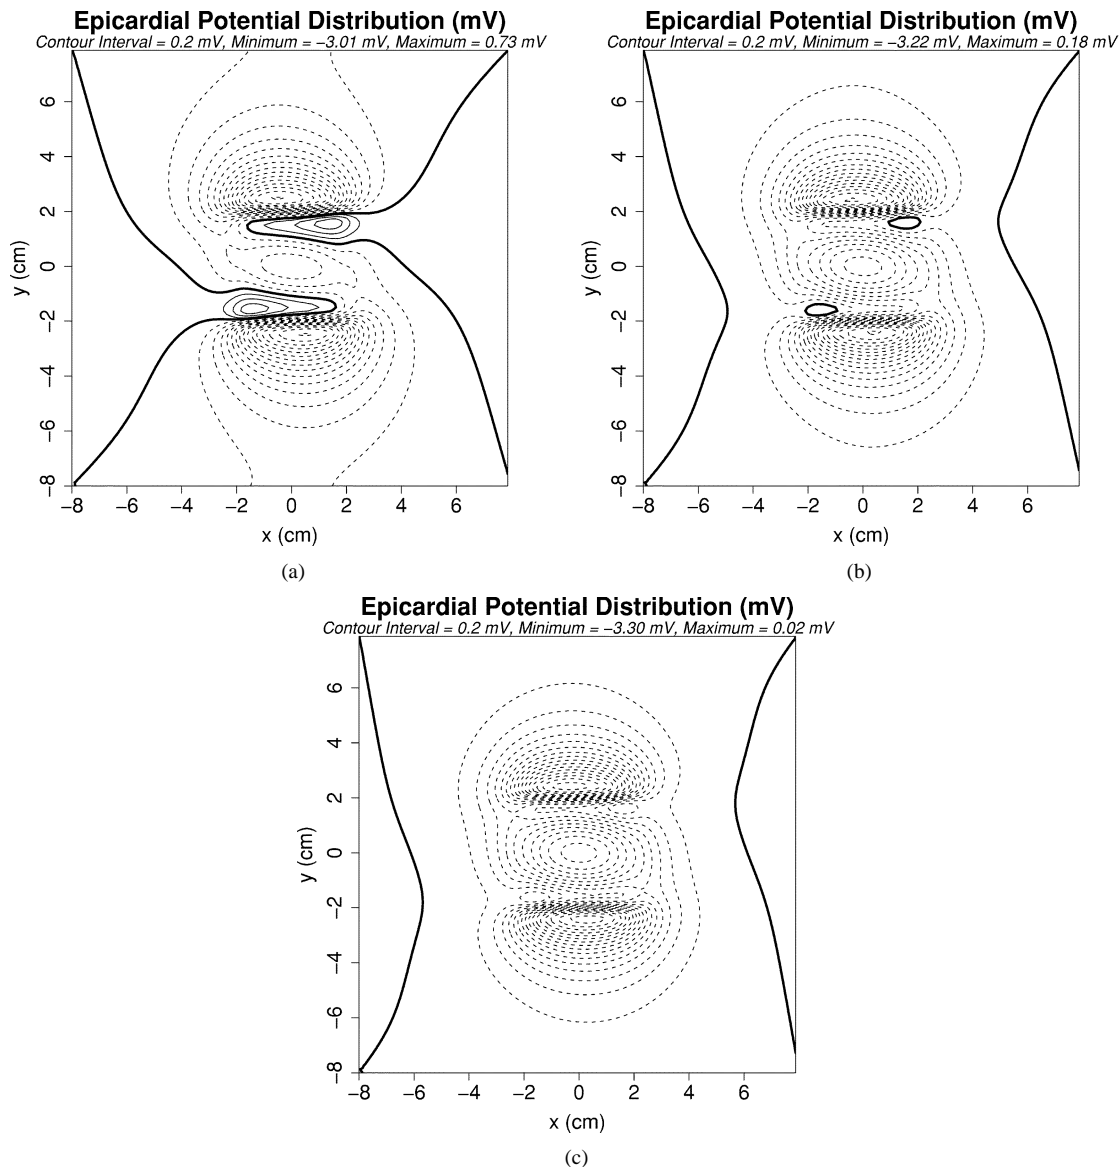 Epicardial Potential Distribution (mV)
Contour Interval = 0.2 mV, Minimum = −3.01 mV, Maximum = 0.73 mV
6
4
2
0
−2
−4
−6
−8
y (cm)
−8 −6 −4 −2 0 2 4 6
x (cm)
(a)
Epicardial Potential Distribution (mV)
Contour Interval = 0.2 mV, Minimum = −3.22 mV, Maximum = 0.18 mV
6
4
2
0
−2
−4
−6
−8
y (cm)
−8 −6 −4 −2 0 2 4 6
x (cm)
(b)
Epicardial Potential Distribution (mV)
Contour Interval = 0.2 mV, Minimum = −3.30 mV, Maximum = 0.02 mV
6
4
2
0
−2
−4
−6
−8
y (cm)
−8 −6 −4 −2 0 2 4 6
x (cm)
(c)